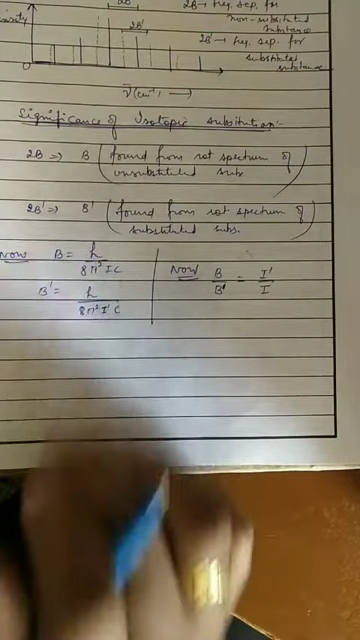 2B
2B → freq. sep. for
non-substituted
substance
2B'
2B' → freq. sep. for
substituted
substance
0
ν̄ (cm⁻¹) →
Significance of Isotopic substitution:-
2B ⇒ B (found from rot spectrum of
unsubstituted subs.)
2B' ⇒ B' (found from rot spectrum of
substituted subs.)
Now B = h / 8π²IC
B' = h / 8π²I'C
Now B / B' = I' / I